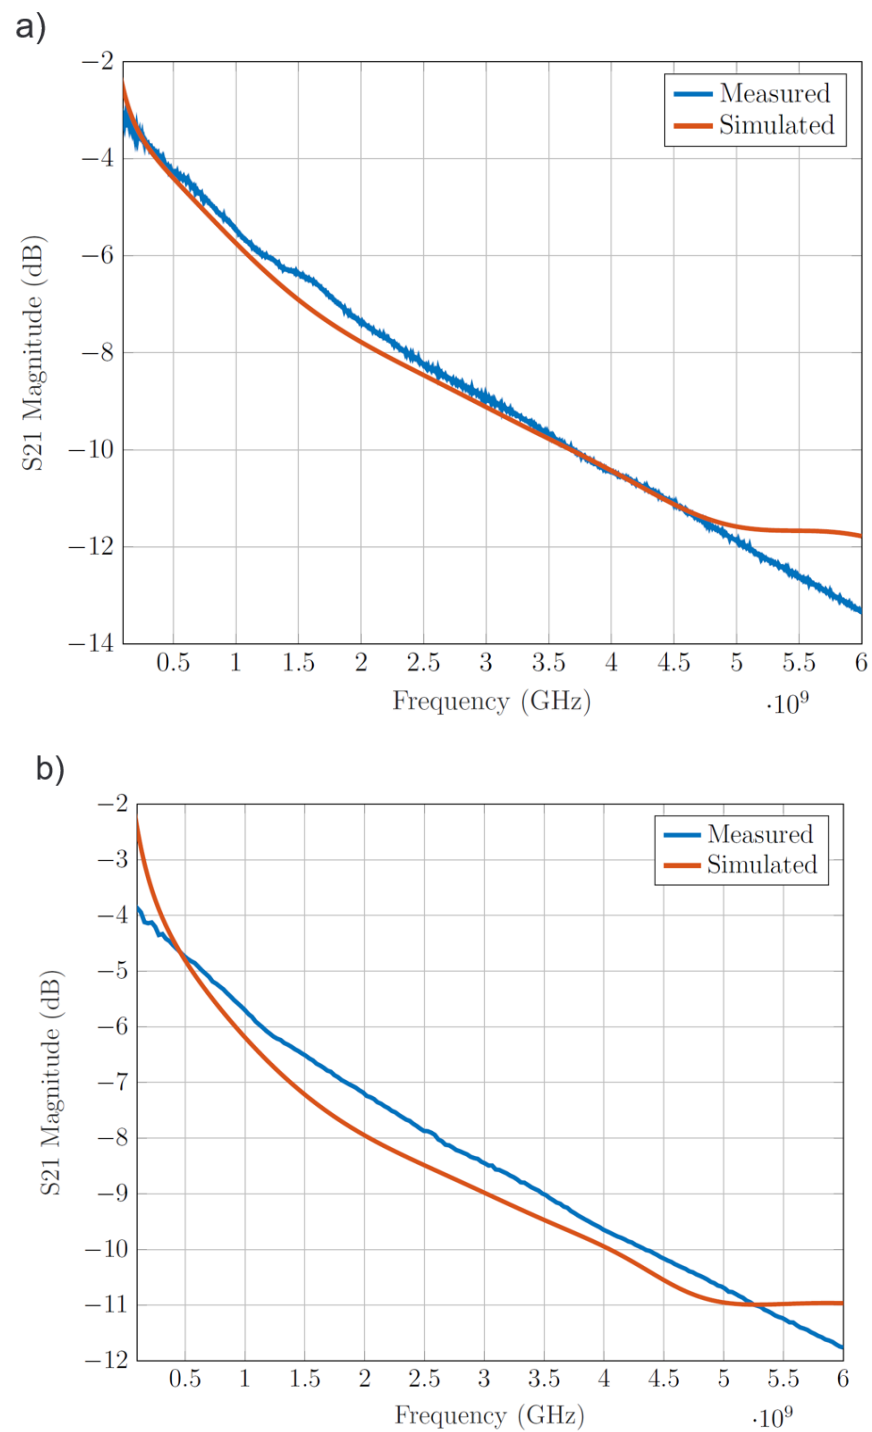 a)
−2
−4
−6
−8
−10
−12
−14
S21 Magnitude (dB)
Measured
Simulated
0.5 1 1.5 2 2.5 3 3.5 4 4.5 5 5.5 6
Frequency (GHz)
·10⁹
b)
−2
−3
−4
−5
−6
−7
−8
−9
−10
−11
−12
S21 Magnitude (dB)
Measured
Simulated
0.5 1 1.5 2 2.5 3 3.5 4 4.5 5 5.5 6
Frequency (GHz)
·10⁹